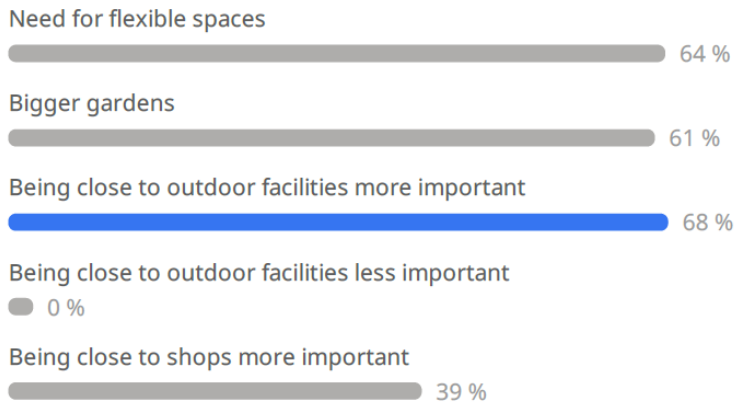 Need for flexible spaces
64 %
Bigger gardens
61 %
Being close to outdoor facilities more important
68 %
Being close to outdoor facilities less important
0 %
Being close to shops more important
39 %